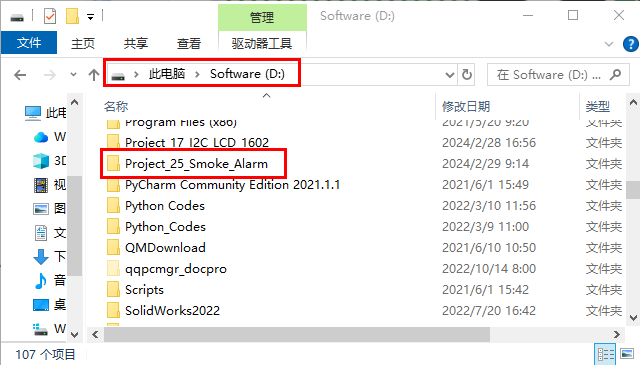 管理
Software (D:)
文件
主页
共享
查看
驱动器工具
此电脑 > Software (D:)
在 Software (D:) ...
名称
修改日期
类型
Program Files (x86) 2021/5/20 9:20 文件夹
Project_17_I2C_LCD_1602 2024/2/28 16:56 文件夹
Project_25_Smoke_Alarm 2024/2/29 9:14 文件夹
PyCharm Community Edition 2021.1.1 2021/6/1 15:49 文件夹
Python Codes 2022/3/10 11:56 文件夹
Python_Codes 2022/3/9 11:00 文件夹
QMDownload 2021/6/10 10:50 文件夹
qqpcmgr_docpro 2022/10/14 8:00 文件夹
Scripts 2021/6/1 15:42 文件夹
SolidWorks2022 2022/7/20 16:42 文件夹
此电
W
3D
视
图
文
下
音
桌
W
107 个项目